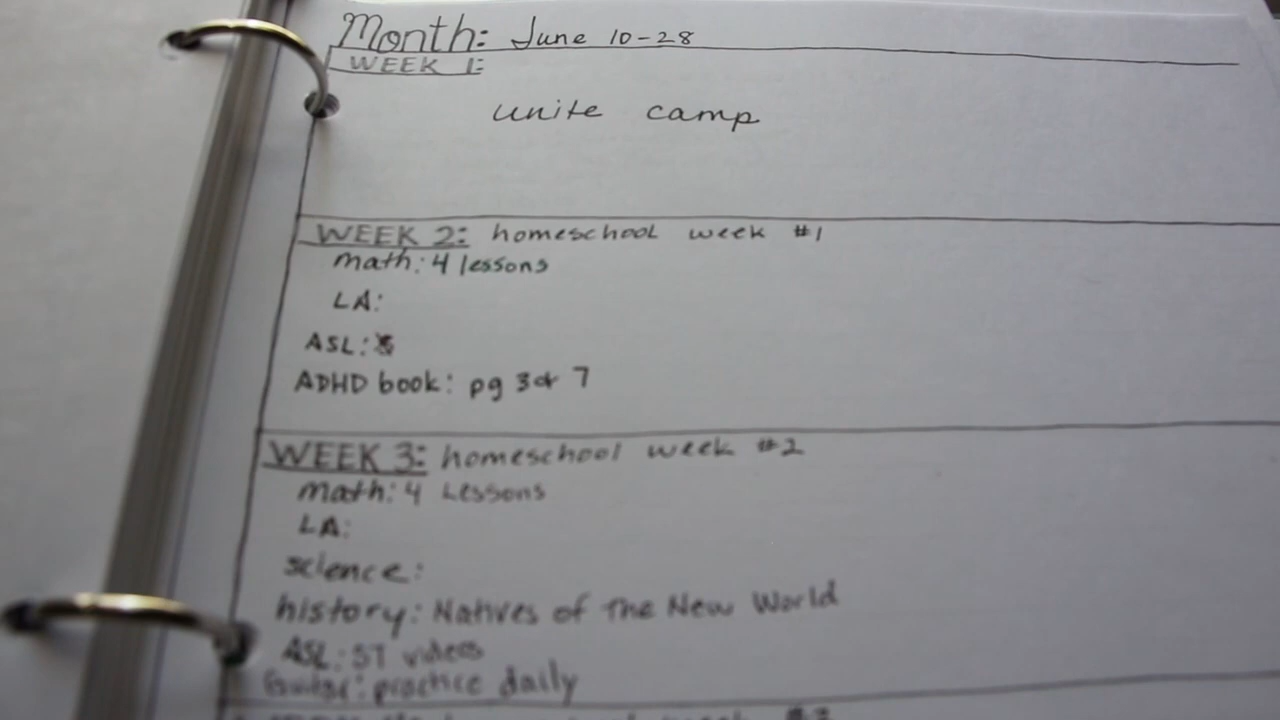 Month: June 10-28
WEEK 1:
unite camp
WEEK 2: homeschool week #1
math: 4 lessons
LA:
ASL:
ADHD book: pg 3 of 7
WEEK 3: homeschool week #2
math: 4 Lessons
LA:
science:
history: Natives of The New World
ASL: ST videos
Guitar: practice daily